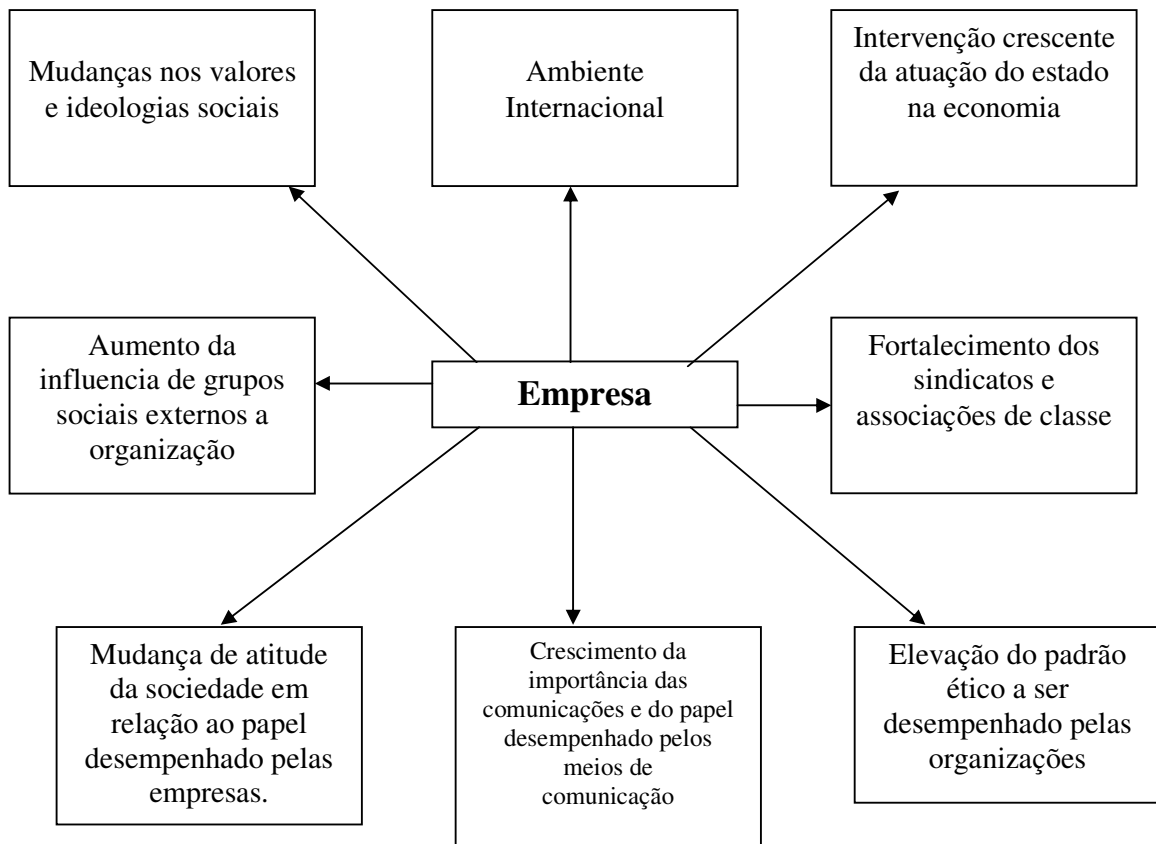 Mudanças nos valores
e ideologias sociais
Ambiente
Internacional
Intervenção crescente
da atuação do estado
na economia
Aumento da
influencia de grupos
sociais externos a
organização
Empresa
Fortalecimento dos
sindicatos e
associações de classe
Mudança de atitude
da sociedade em
relação ao papel
desempenhado pelas
empresas.
Crescimento da
importância das
comunicações e do papel
desempenhado pelos
meios de
comunicação
Elevação do padrão
ético a ser
desempenhado pelas
organizações